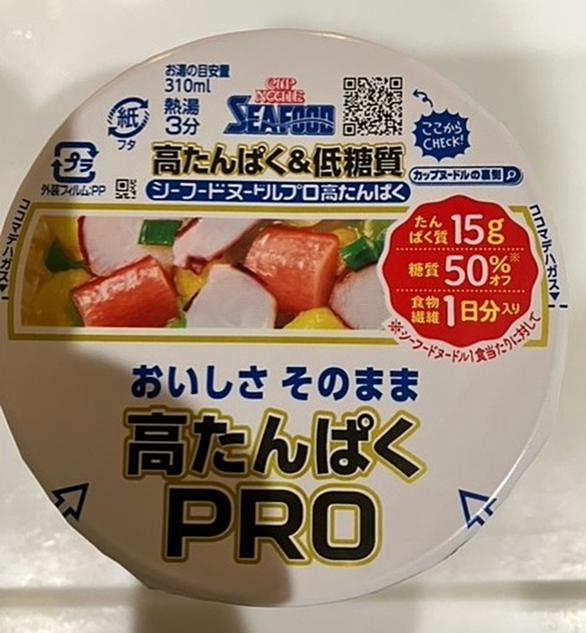 お湯の目安量
310ml
熱湯
3分
紙
フタ
CUP
NOODLE
SEAFOOD
ここから
CHECK!
プラ
外装フィルム:PP
高たんぱく&低糖質
シーフードヌードルプロ高たんぱく
カップヌードルの裏側
ココマデハガス
ココマデハガス
たん
ぱく質15g
糖質50%オフ※
食物
繊維1日分入り
※シーフードヌードル1食当たりに対して
おいしさ そのまま
高たんぱく
PRO